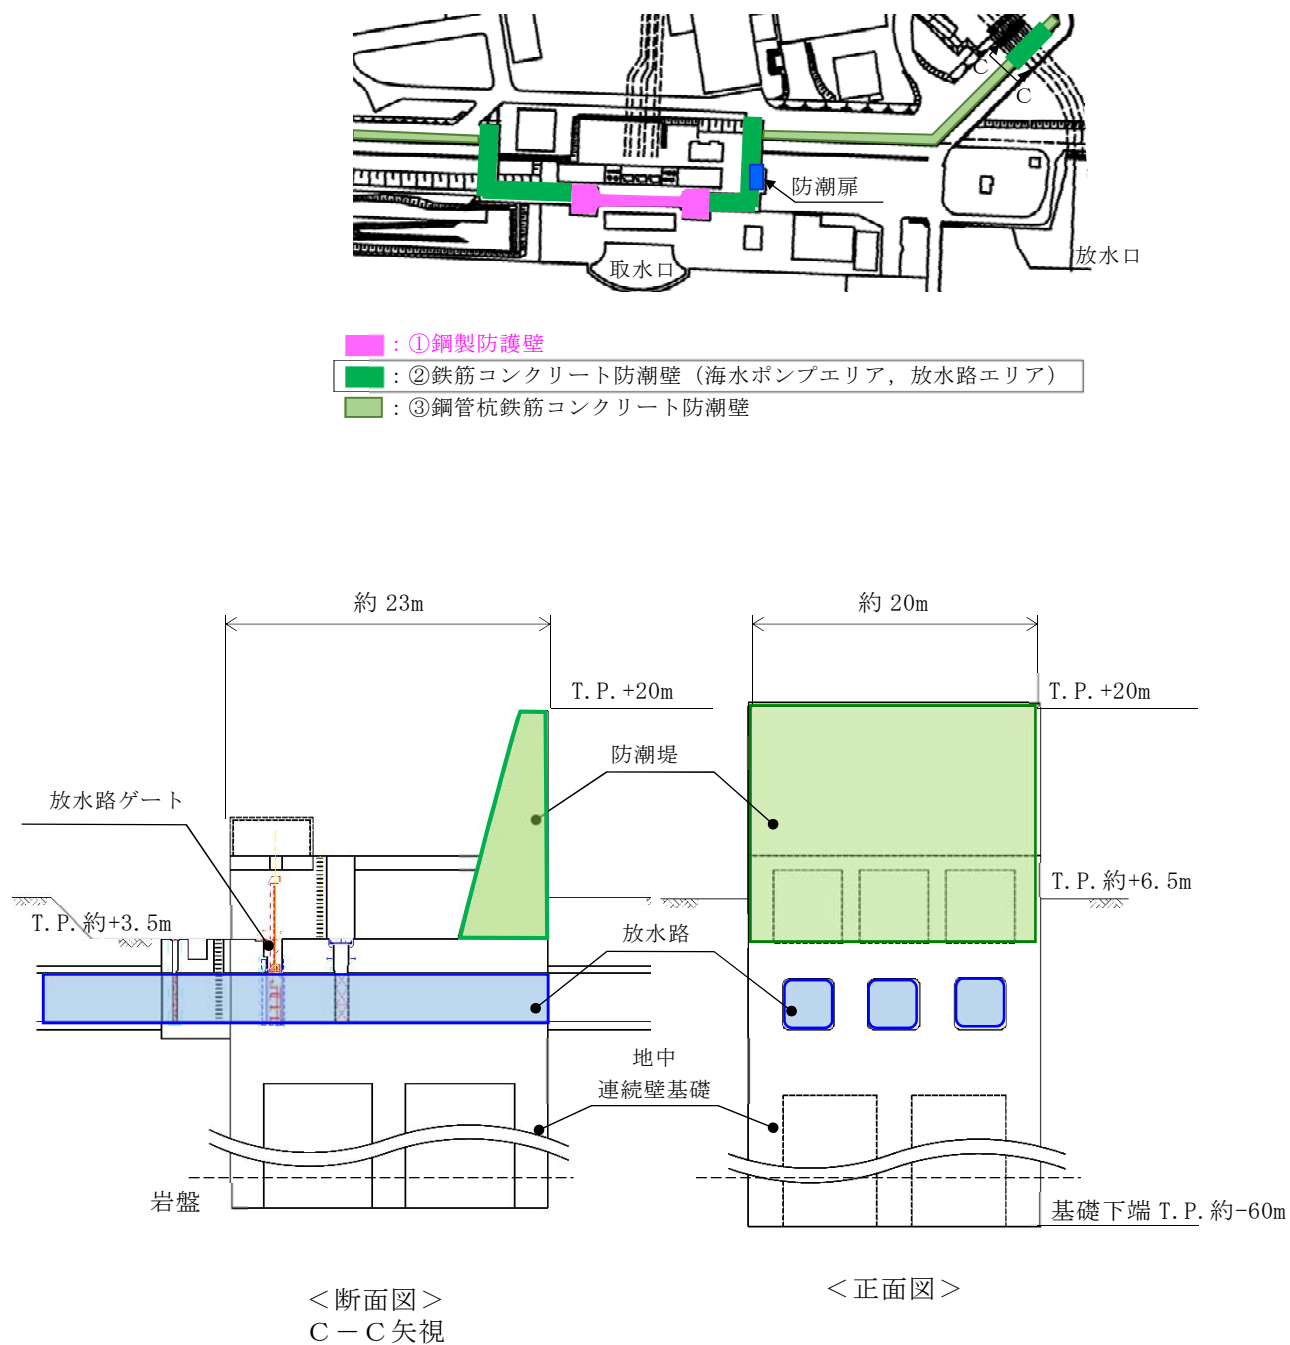 C
C
防潮扉
放水口
取水口
：①鋼製防護壁
：②鉄筋コンクリート防潮壁（海水ポンプエリア，放水路エリア）
：③鋼管杭鉄筋コンクリート防潮壁
約 23m
約 20m
T.P.+20m
T.P.+20m
防潮堤
放水路ゲート
T.P.約+6.5m
T.P.約+3.5m
放水路
地中
連続壁基礎
岩盤
基礎下端 T.P.約-60m
＜断面図＞
Ｃ－Ｃ矢視
＜正面図＞